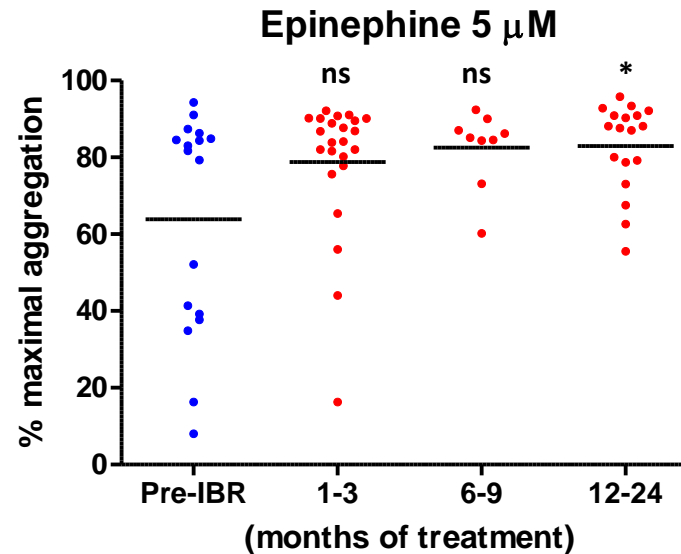 Epinephine 5 μM
ns ns *
% maximal aggregation
100
80
60
40
20
0
Pre-IBR 1-3 6-9 12-24
(months of treatment)